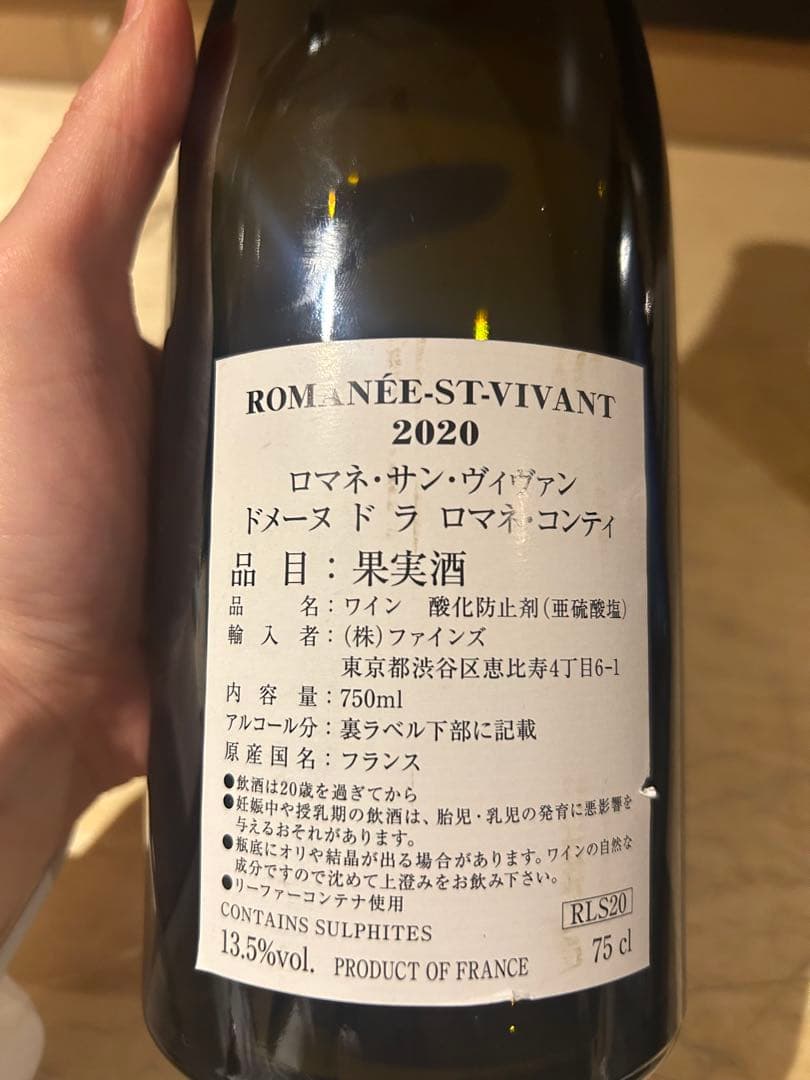 ROMANÉE-ST-VIVANT
2020
ロマネ・サン・ヴィヴァン
ドメーヌ ド ラ ロマネ・コンティ
品 目：果実酒
品 名：ワイン 酸化防止剤（亜硫酸塩）
輸 入 者：（株）ファインズ
東京都渋谷区恵比寿4丁目6-1
内 容 量：750ml
アルコール分：裏ラベル下部に記載
原 産 国 名：フランス
●飲酒は20歳を過ぎてから
●妊娠中や授乳期の飲酒は、胎児・乳児の発育に悪影響を
与えるおそれがあります。
●瓶底にオリや結晶が出る場合があります。ワインの自然な
成分ですので沈めて上澄みをお飲み下さい。
●リーファーコンテナ使用
CONTAINS SULPHITES
RLS20
13.5%vol. PRODUCT OF FRANCE 75 cl